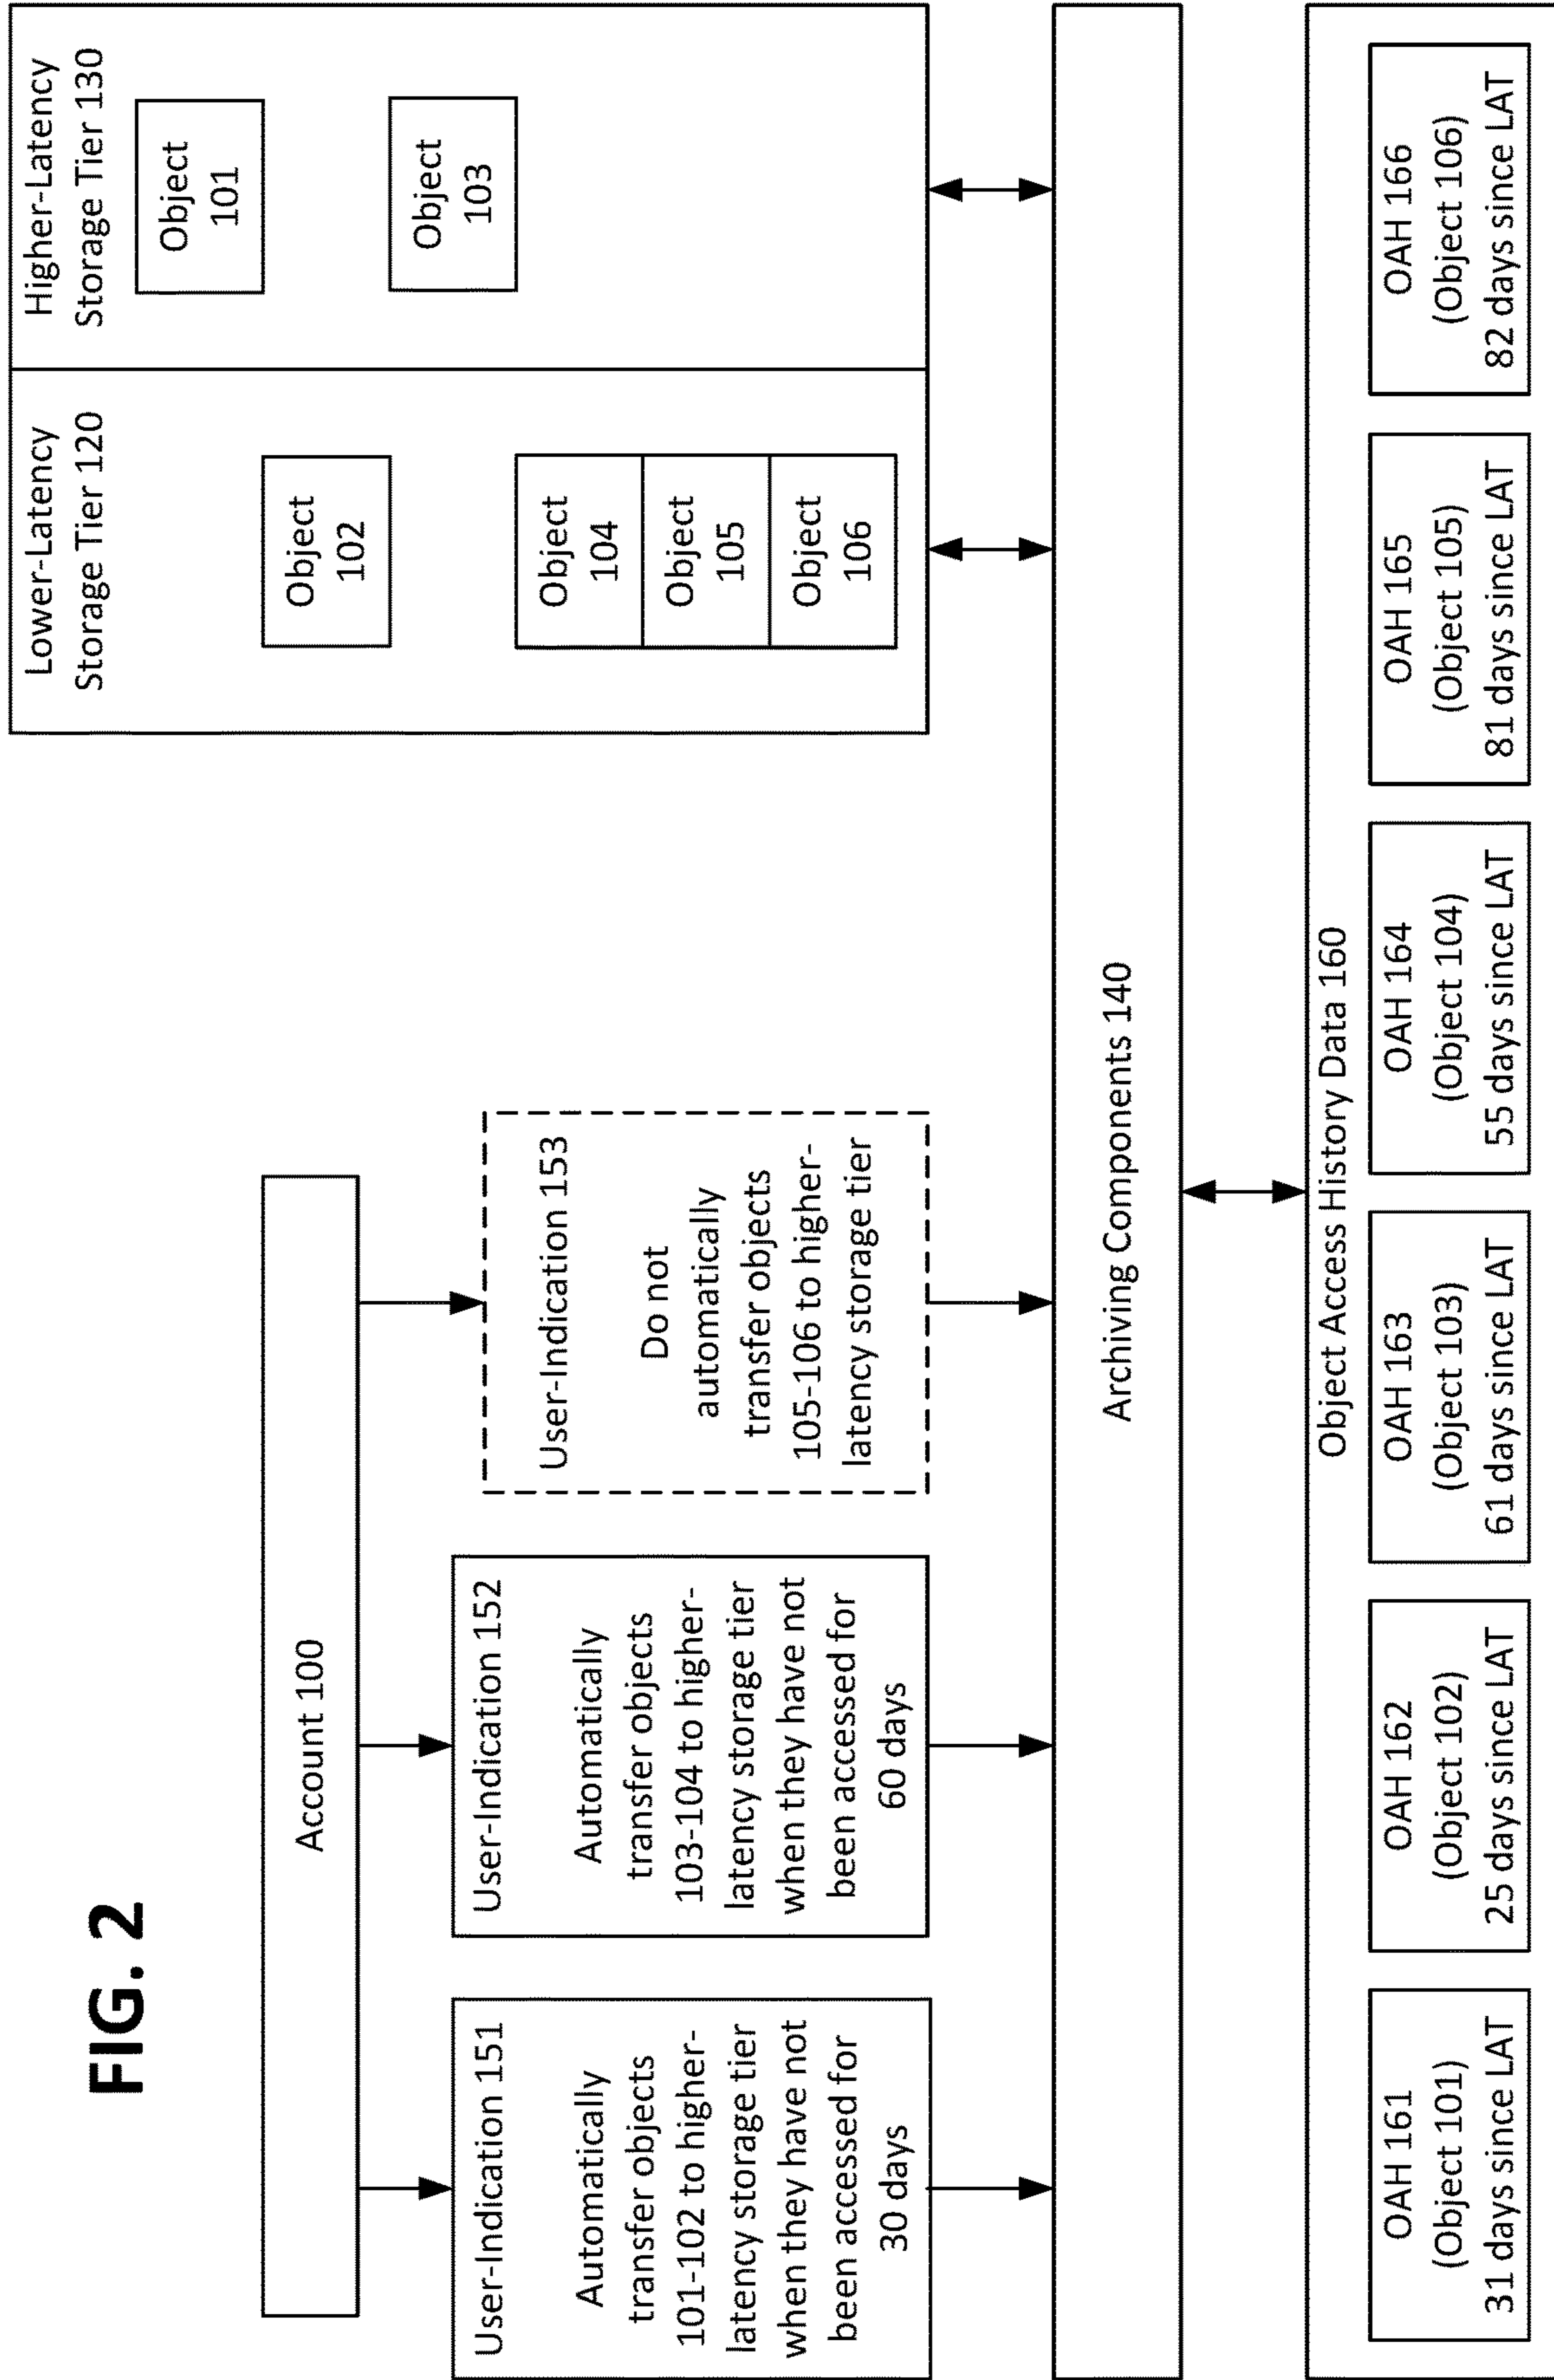 FIG. 2
Account 100
User-Indication 151
Automatically
transfer objects
101-102 to higher-
latency storage tier
when they have not
been accessed for
30 days
User-Indication 152
Automatically
transfer objects
103-104 to higher-
latency storage tier
when they have not
been accessed for
60 days
User-Indication 153
Do not
automatically
transfer objects
105-106 to higher-
latency storage tier
Lower-Latency
Storage Tier 120
Object
102
Object
104
Object
105
Object
106
Higher-Latency
Storage Tier 130
Object
101
Object
103
Archiving Components 140
Object Access History Data 160
OAH 161
(Object 101)
31 days since LAT
OAH 162
(Object 102)
25 days since LAT
OAH 163
(Object 103)
61 days since LAT
OAH 164
(Object 104)
55 days since LAT
OAH 165
(Object 105)
81 days since LAT
OAH 166
(Object 106)
82 days since LAT